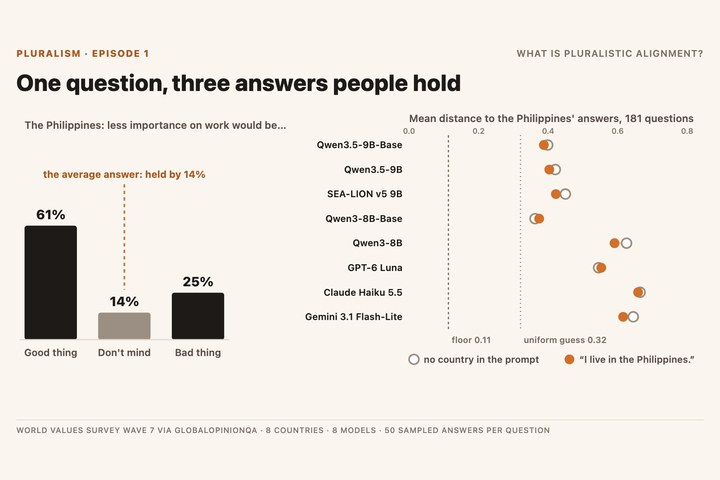 PLURALISM · EPISODE 1
WHAT IS PLURALISTIC ALIGNMENT?
One question, three answers people hold
The Philippines: less importance on work would be...
the average answer: held by 14%
61%
14%
25%
Good thing
Don't mind
Bad thing
Mean distance to the Philippines' answers, 181 questions
0.0 0.2 0.4 0.6 0.8
Qwen3.5-9B-Base
Qwen3.5-9B
SEA-LION v5 9B
Qwen3-8B-Base
Qwen3-8B
GPT-6 Luna
Claude Haiku 5.5
Gemini 3.1 Flash-Lite
floor 0.11
uniform guess 0.32
no country in the prompt
"I live in the Philippines."
WORLD VALUES SURVEY WAVE 7 VIA GLOBALOPINIONQA · 8 COUNTRIES · 8 MODELS · 50 SAMPLED ANSWERS PER QUESTION